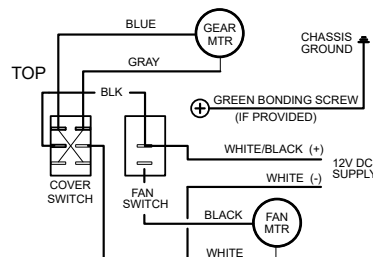 BLUE
GEAR
MTR
CHASSIS
GROUND
TOP
GRAY
BLK
GREEN BONDING SCREW
(IF PROVIDED)
WHITE/BLACK (+)
12V DC
SUPPLY
WHITE (-)
COVER
SWITCH
FAN
SWITCH
BLACK
FAN
MTR
WHITE